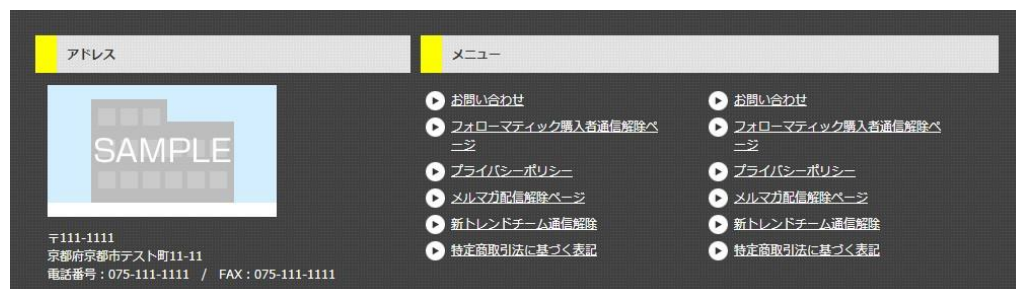 アドレス
SAMPLE
〒111-1111
京都府京都市テスト町11-11
電話番号：075-111-1111 / FAX：075-111-1111
メニュー
お問い合わせ
フォローマティック購入者通信解除ペ
ージ
プライバシーポリシー
メルマガ配信解除ページ
新トレンドチーム通信解除
特定商取引法に基づく表記
お問い合わせ
フォローマティック購入者通信解除ペ
ージ
プライバシーポリシー
メルマガ配信解除ページ
新トレンドチーム通信解除
特定商取引法に基づく表記